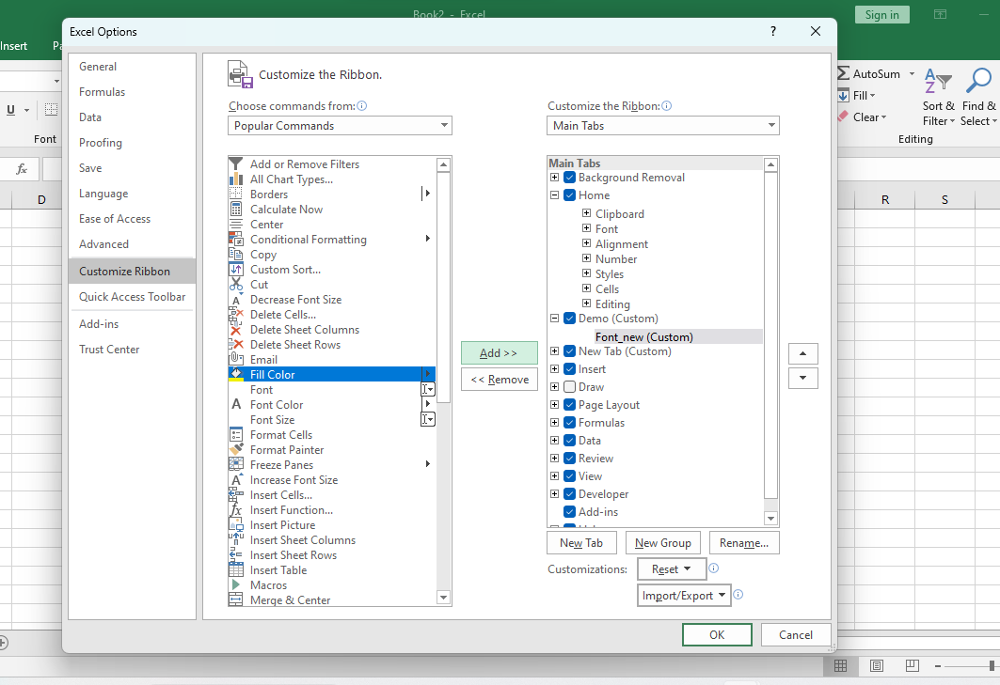 Book2 - Excel
Sign in
Insert
Pa
Excel Options
?
AutoSum
Fill
Clear
Sort &
Filter
Find &
Select
Editing
U
Font
fx
D
R
S
General
Formulas
Data
Proofing
Save
Language
Ease of Access
Advanced
Customize Ribbon
Quick Access Toolbar
Add-ins
Trust Center
Customize the Ribbon.
Choose commands from:
Popular Commands
Add or Remove Filters
All Chart Types...
Borders
Calculate Now
Center
Conditional Formatting
Copy
Custom Sort...
Cut
Decrease Font Size
Delete Cells...
Delete Sheet Columns
Delete Sheet Rows
Email
Fill Color
Font
Font Color
Font Size
Format Cells
Format Painter
Freeze Panes
Increase Font Size
Insert Cells...
Insert Function...
Insert Picture
Insert Sheet Columns
Insert Sheet Rows
Insert Table
Macros
Merge & Center
Add >>
<< Remove
Customize the Ribbon:
Main Tabs
Main Tabs
Background Removal
Home
Clipboard
Font
Alignment
Number
Styles
Cells
Editing
Demo (Custom)
Font_new (Custom)
New Tab (Custom)
Insert
Draw
Page Layout
Formulas
Data
Review
View
Developer
Add-ins
New Tab
New Group
Rename...
Customizations:
Reset
Import/Export
OK
Cancel